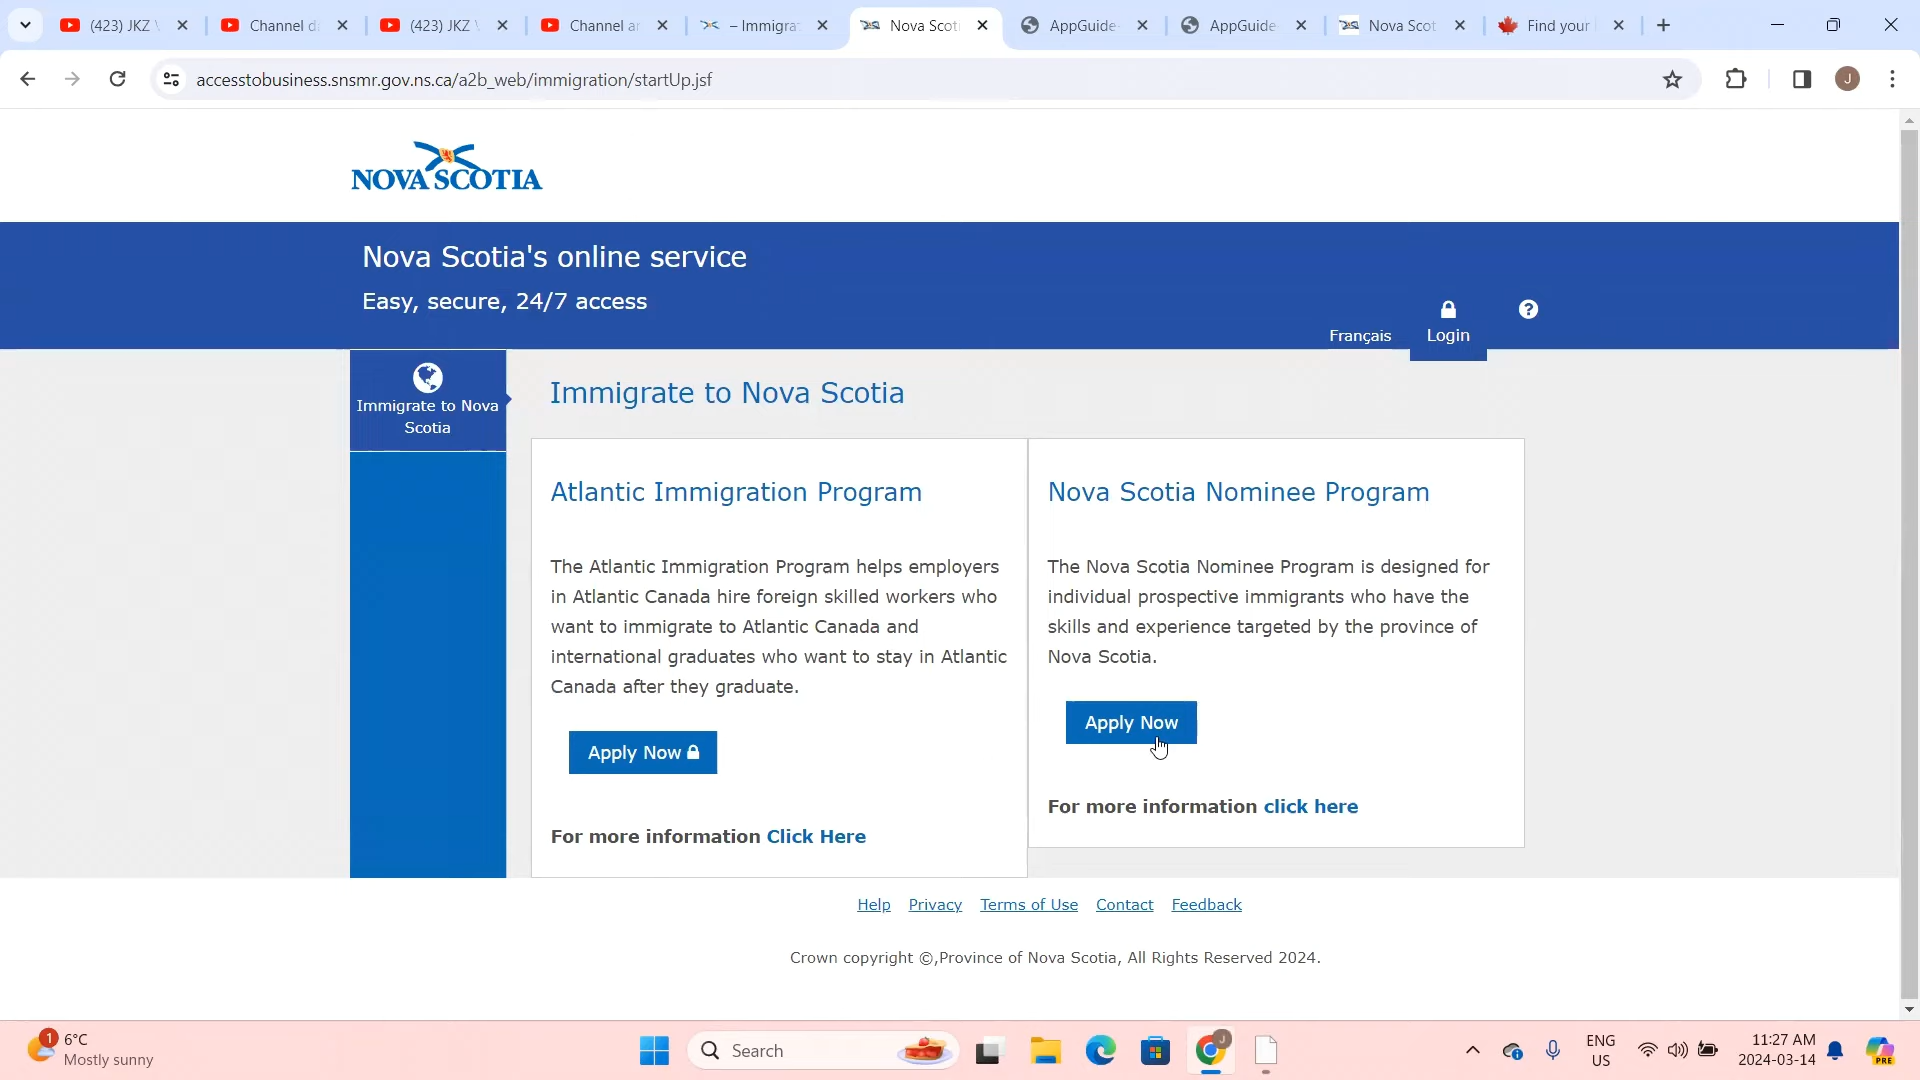 (423) JKZ
Channel d
(423) JKZ
Channel ar
– Immigra
Nova Scoti
AppGuide-
AppGuide-
Nova Scot
Find your
accesstobusiness.snsmr.gov.ns.ca/a2b_web/immigration/startUp.jsf
J
NOVA SCOTIA
Nova Scotia's online service
Easy, secure, 24/7 access
Français
Login
Immigrate to Nova
Scotia
Immigrate to Nova Scotia
Atlantic Immigration Program
The Atlantic Immigration Program helps employers
in Atlantic Canada hire foreign skilled workers who
want to immigrate to Atlantic Canada and
international graduates who want to stay in Atlantic
Canada after they graduate.
Apply Now
For more information Click Here
Nova Scotia Nominee Program
The Nova Scotia Nominee Program is designed for
individual prospective immigrants who have the
skills and experience targeted by the province of
Nova Scotia.
Apply Now
For more information click here
Help Privacy Terms of Use Contact Feedback
Crown copyright ©,Province of Nova Scotia, All Rights Reserved 2024.
1
6°C
Mostly sunny
Search
J
ENG
US
11:27 AM
2024-03-14
PRE